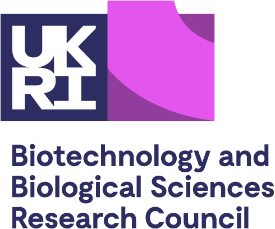 UK
RI
Biotechnology and
Biological Sciences
Research Council